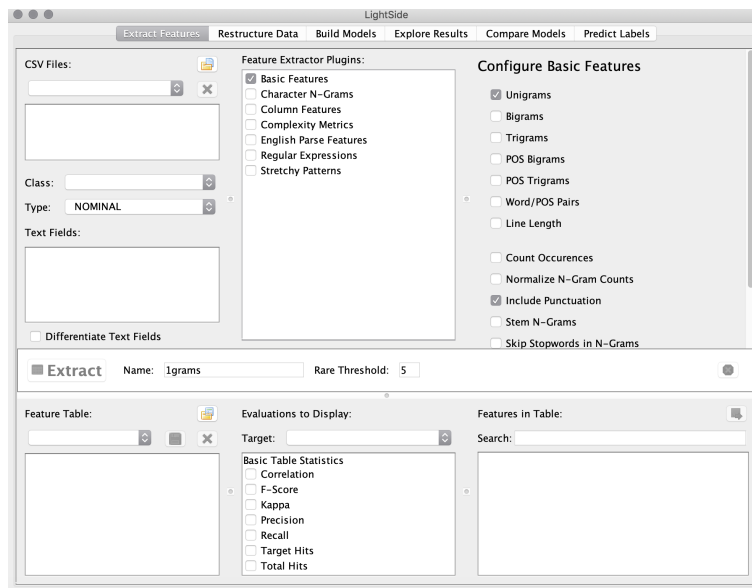 LightSide
Extract Features Restructure Data Build Models Explore Results Compare Models Predict Labels
CSV Files:
Class:
Type: NOMINAL
Text Fields:
Differentiate Text Fields
Feature Extractor Plugins:
Basic Features
Character N-Grams
Column Features
Complexity Metrics
English Parse Features
Regular Expressions
Stretchy Patterns
Configure Basic Features
Unigrams
Bigrams
Trigrams
POS Bigrams
POS Trigrams
Word/POS Pairs
Line Length
Count Occurences
Normalize N-Gram Counts
Include Punctuation
Stem N-Grams
Skip Stopwords in N-Grams
Extract Name: 1grams Rare Threshold: 5
Feature Table:
Evaluations to Display:
Target:
Basic Table Statistics
Correlation
F-Score
Kappa
Precision
Recall
Target Hits
Total Hits
Features in Table:
Search: